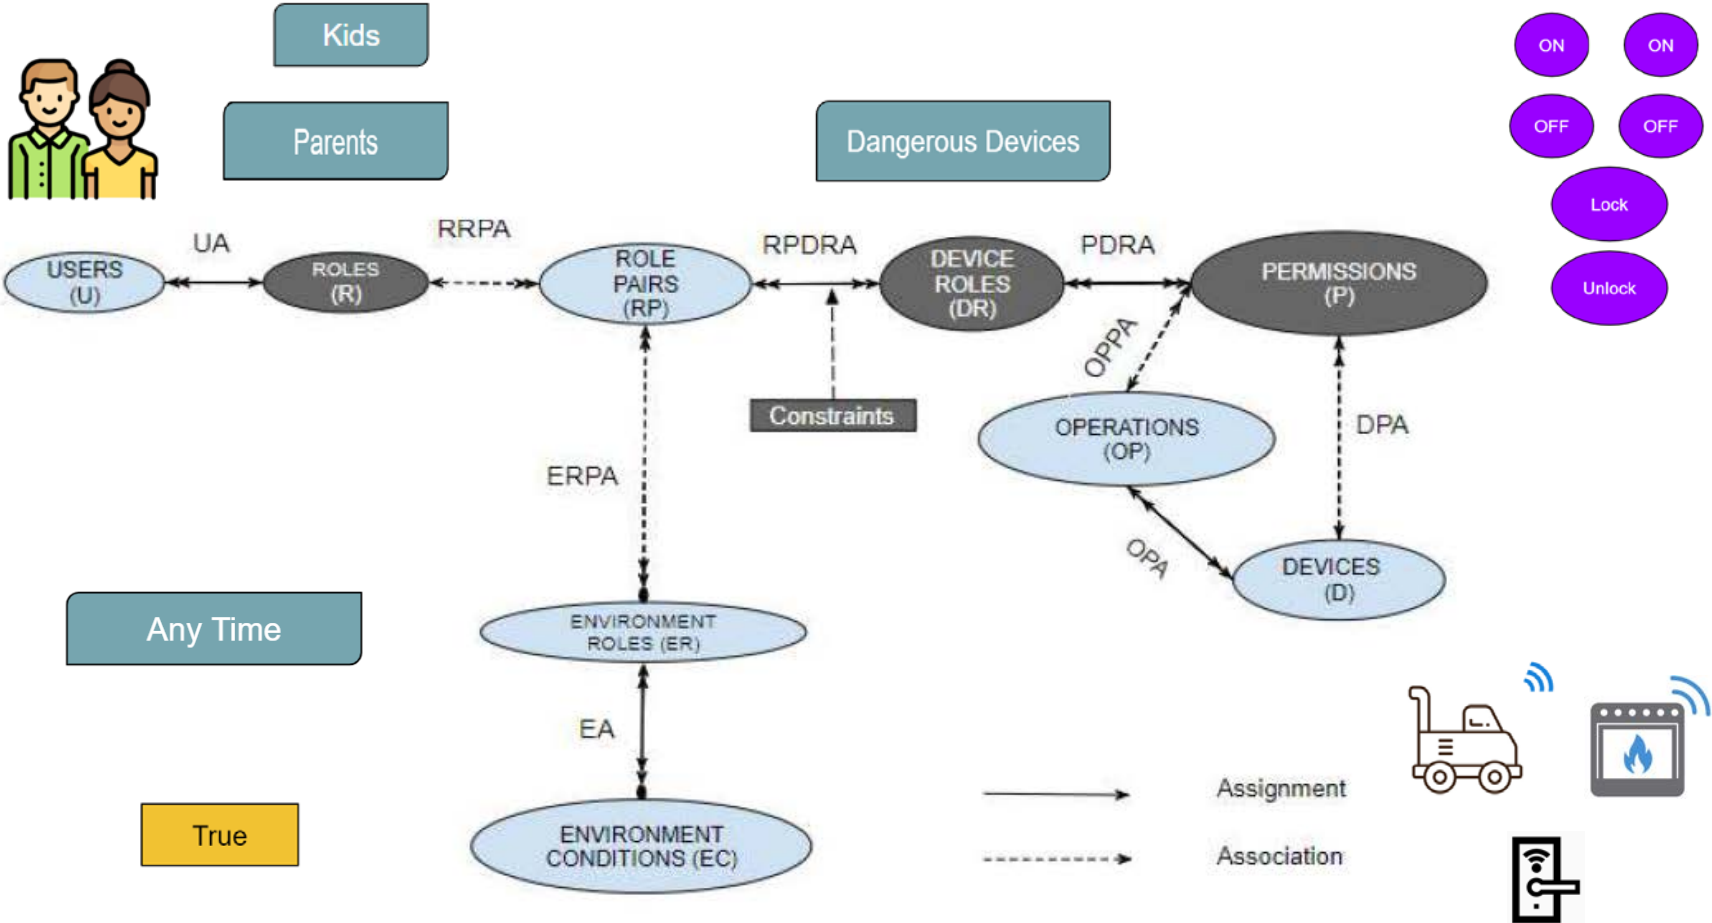 Kids
ON
ON
Parents
Dangerous Devices
OFF
OFF
Lock
UA
RRPA
RPDRA
PDRA
USERS
(U)
ROLES
(R)
ROLE
PAIRS
(RP)
DEVICE
ROLES
(DR)
PERMISSIONS
(P)
Unlock
OPPA
Constraints
OPERATIONS
(OP)
DPA
ERPA
OPA
DEVICES
(D)
Any Time
ENVIRONMENT
ROLES (ER)
EA
Assignment
True
ENVIRONMENT
CONDITIONS (EC)
Association